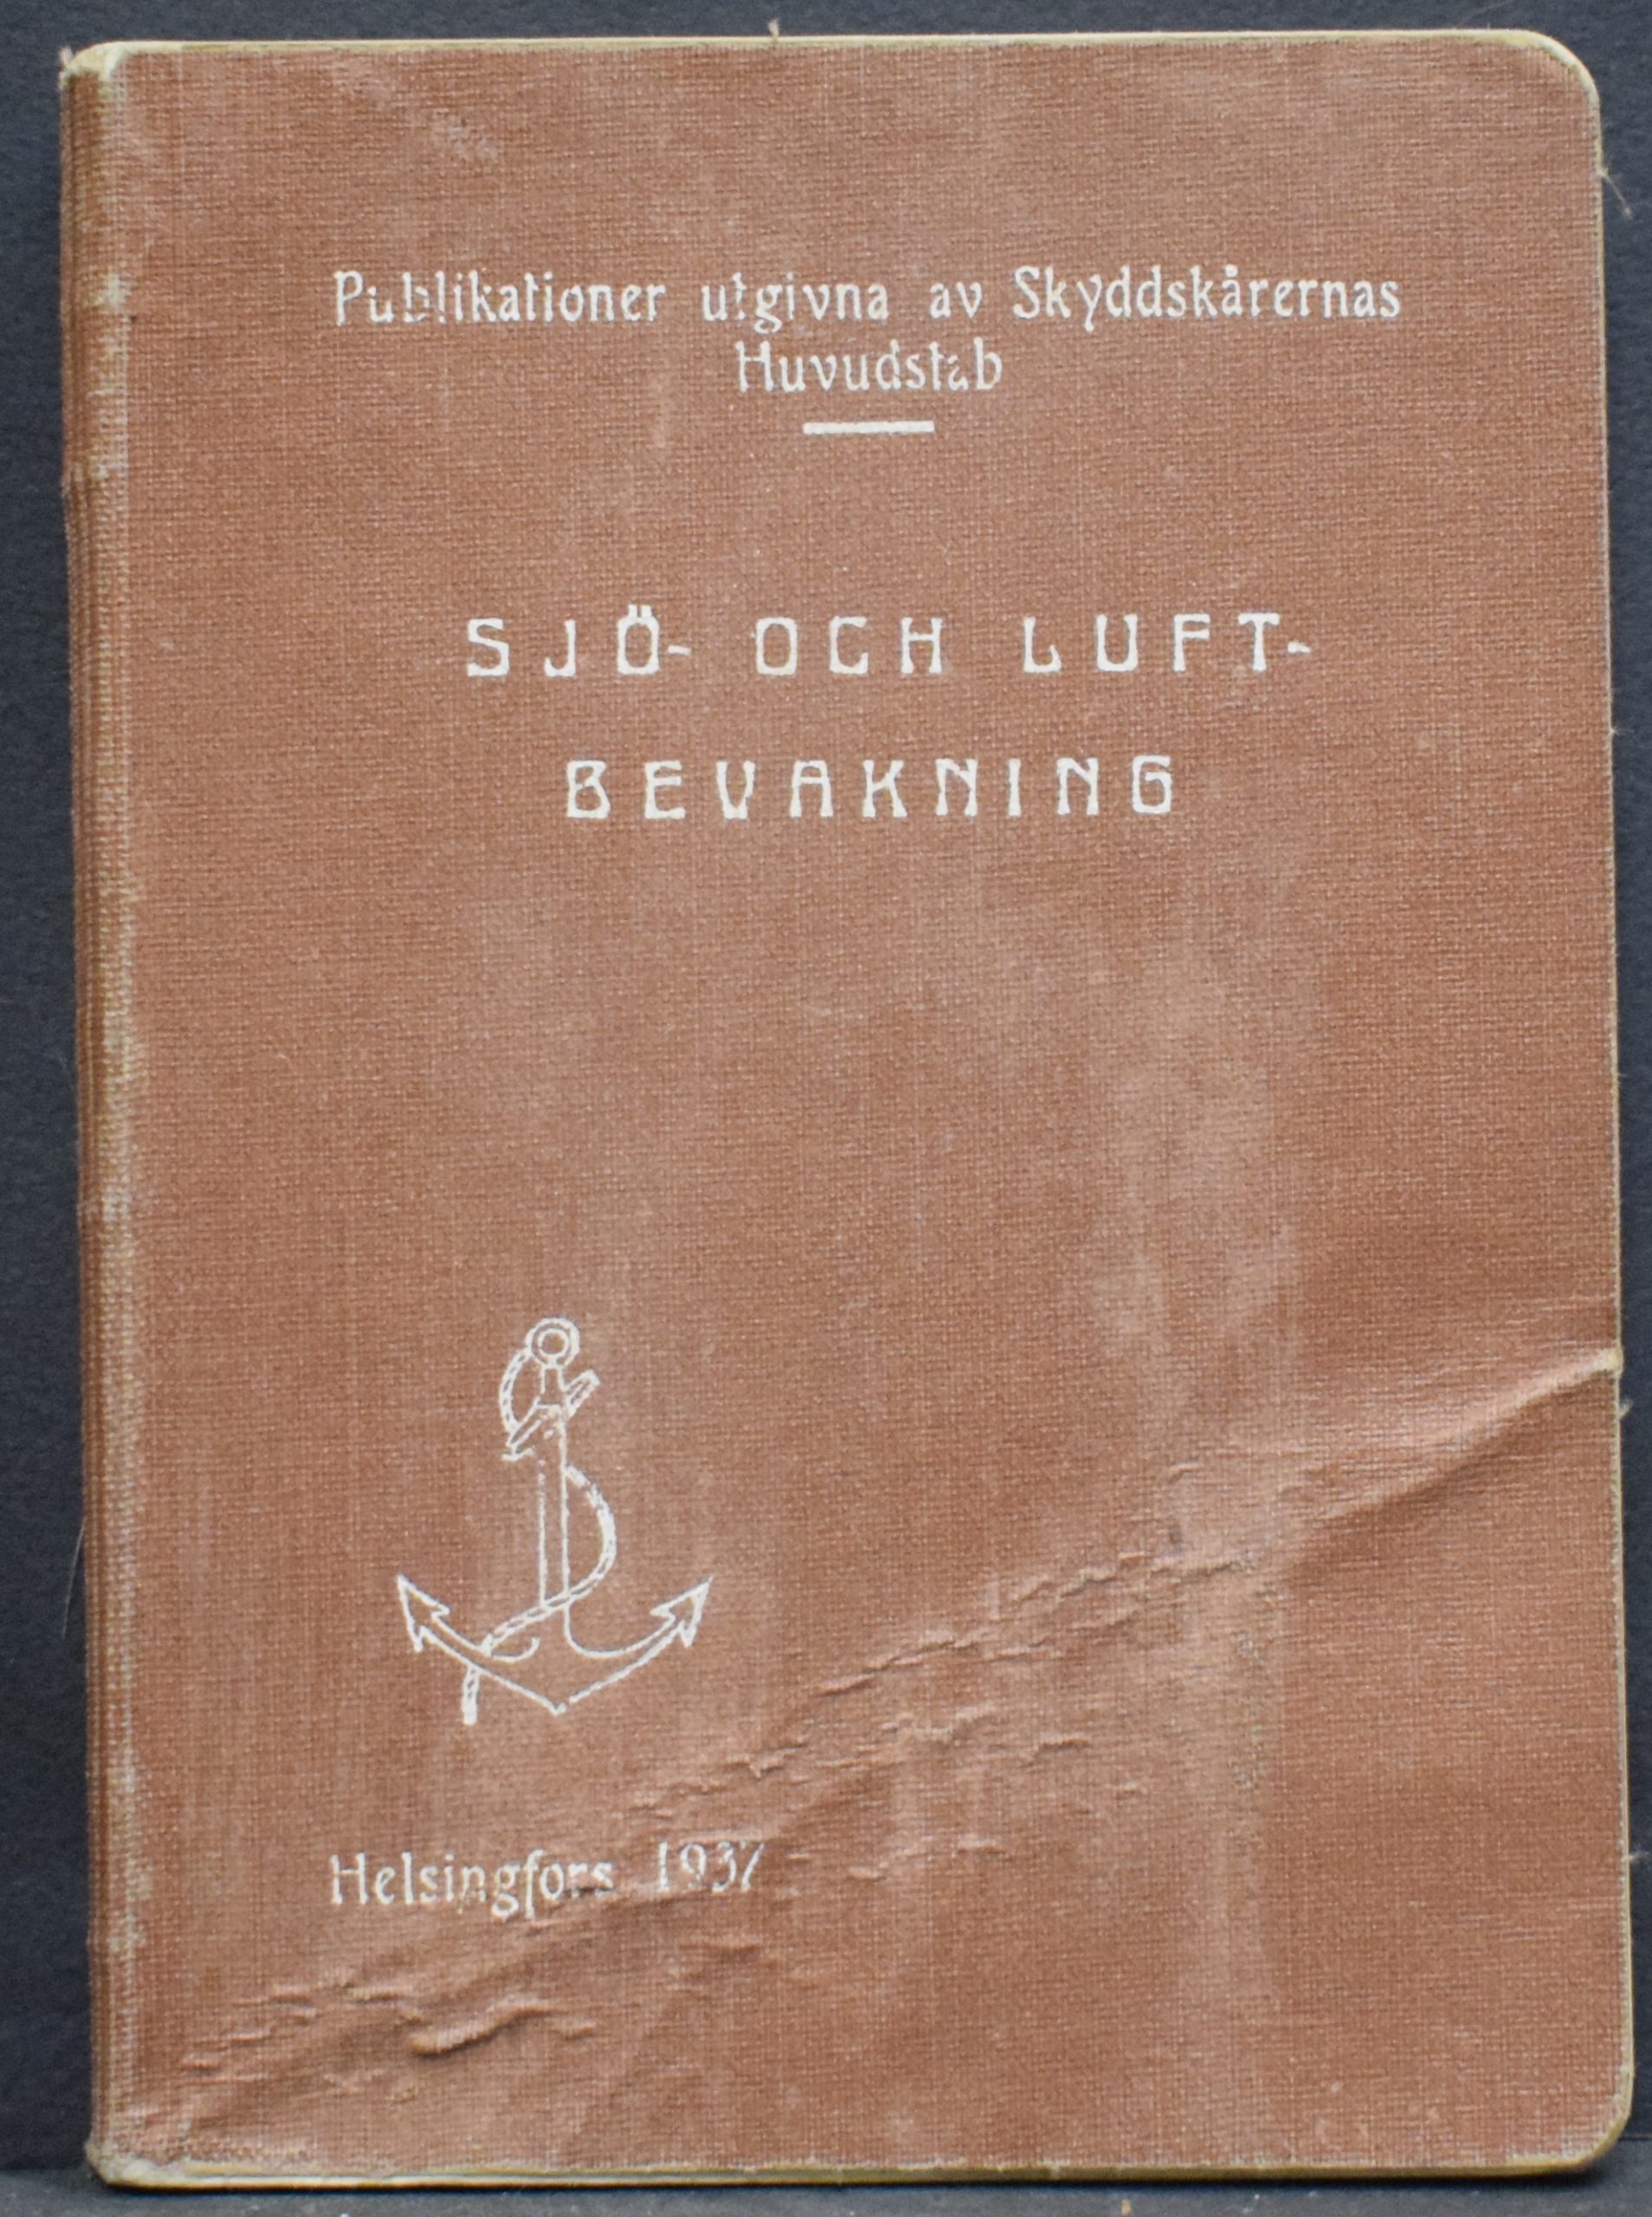 Publikationer utgivna av Skyddskårernas
Huvudstab
SJÖ- OCH LUFT-
BEVAKNING
Helsingfors 1937